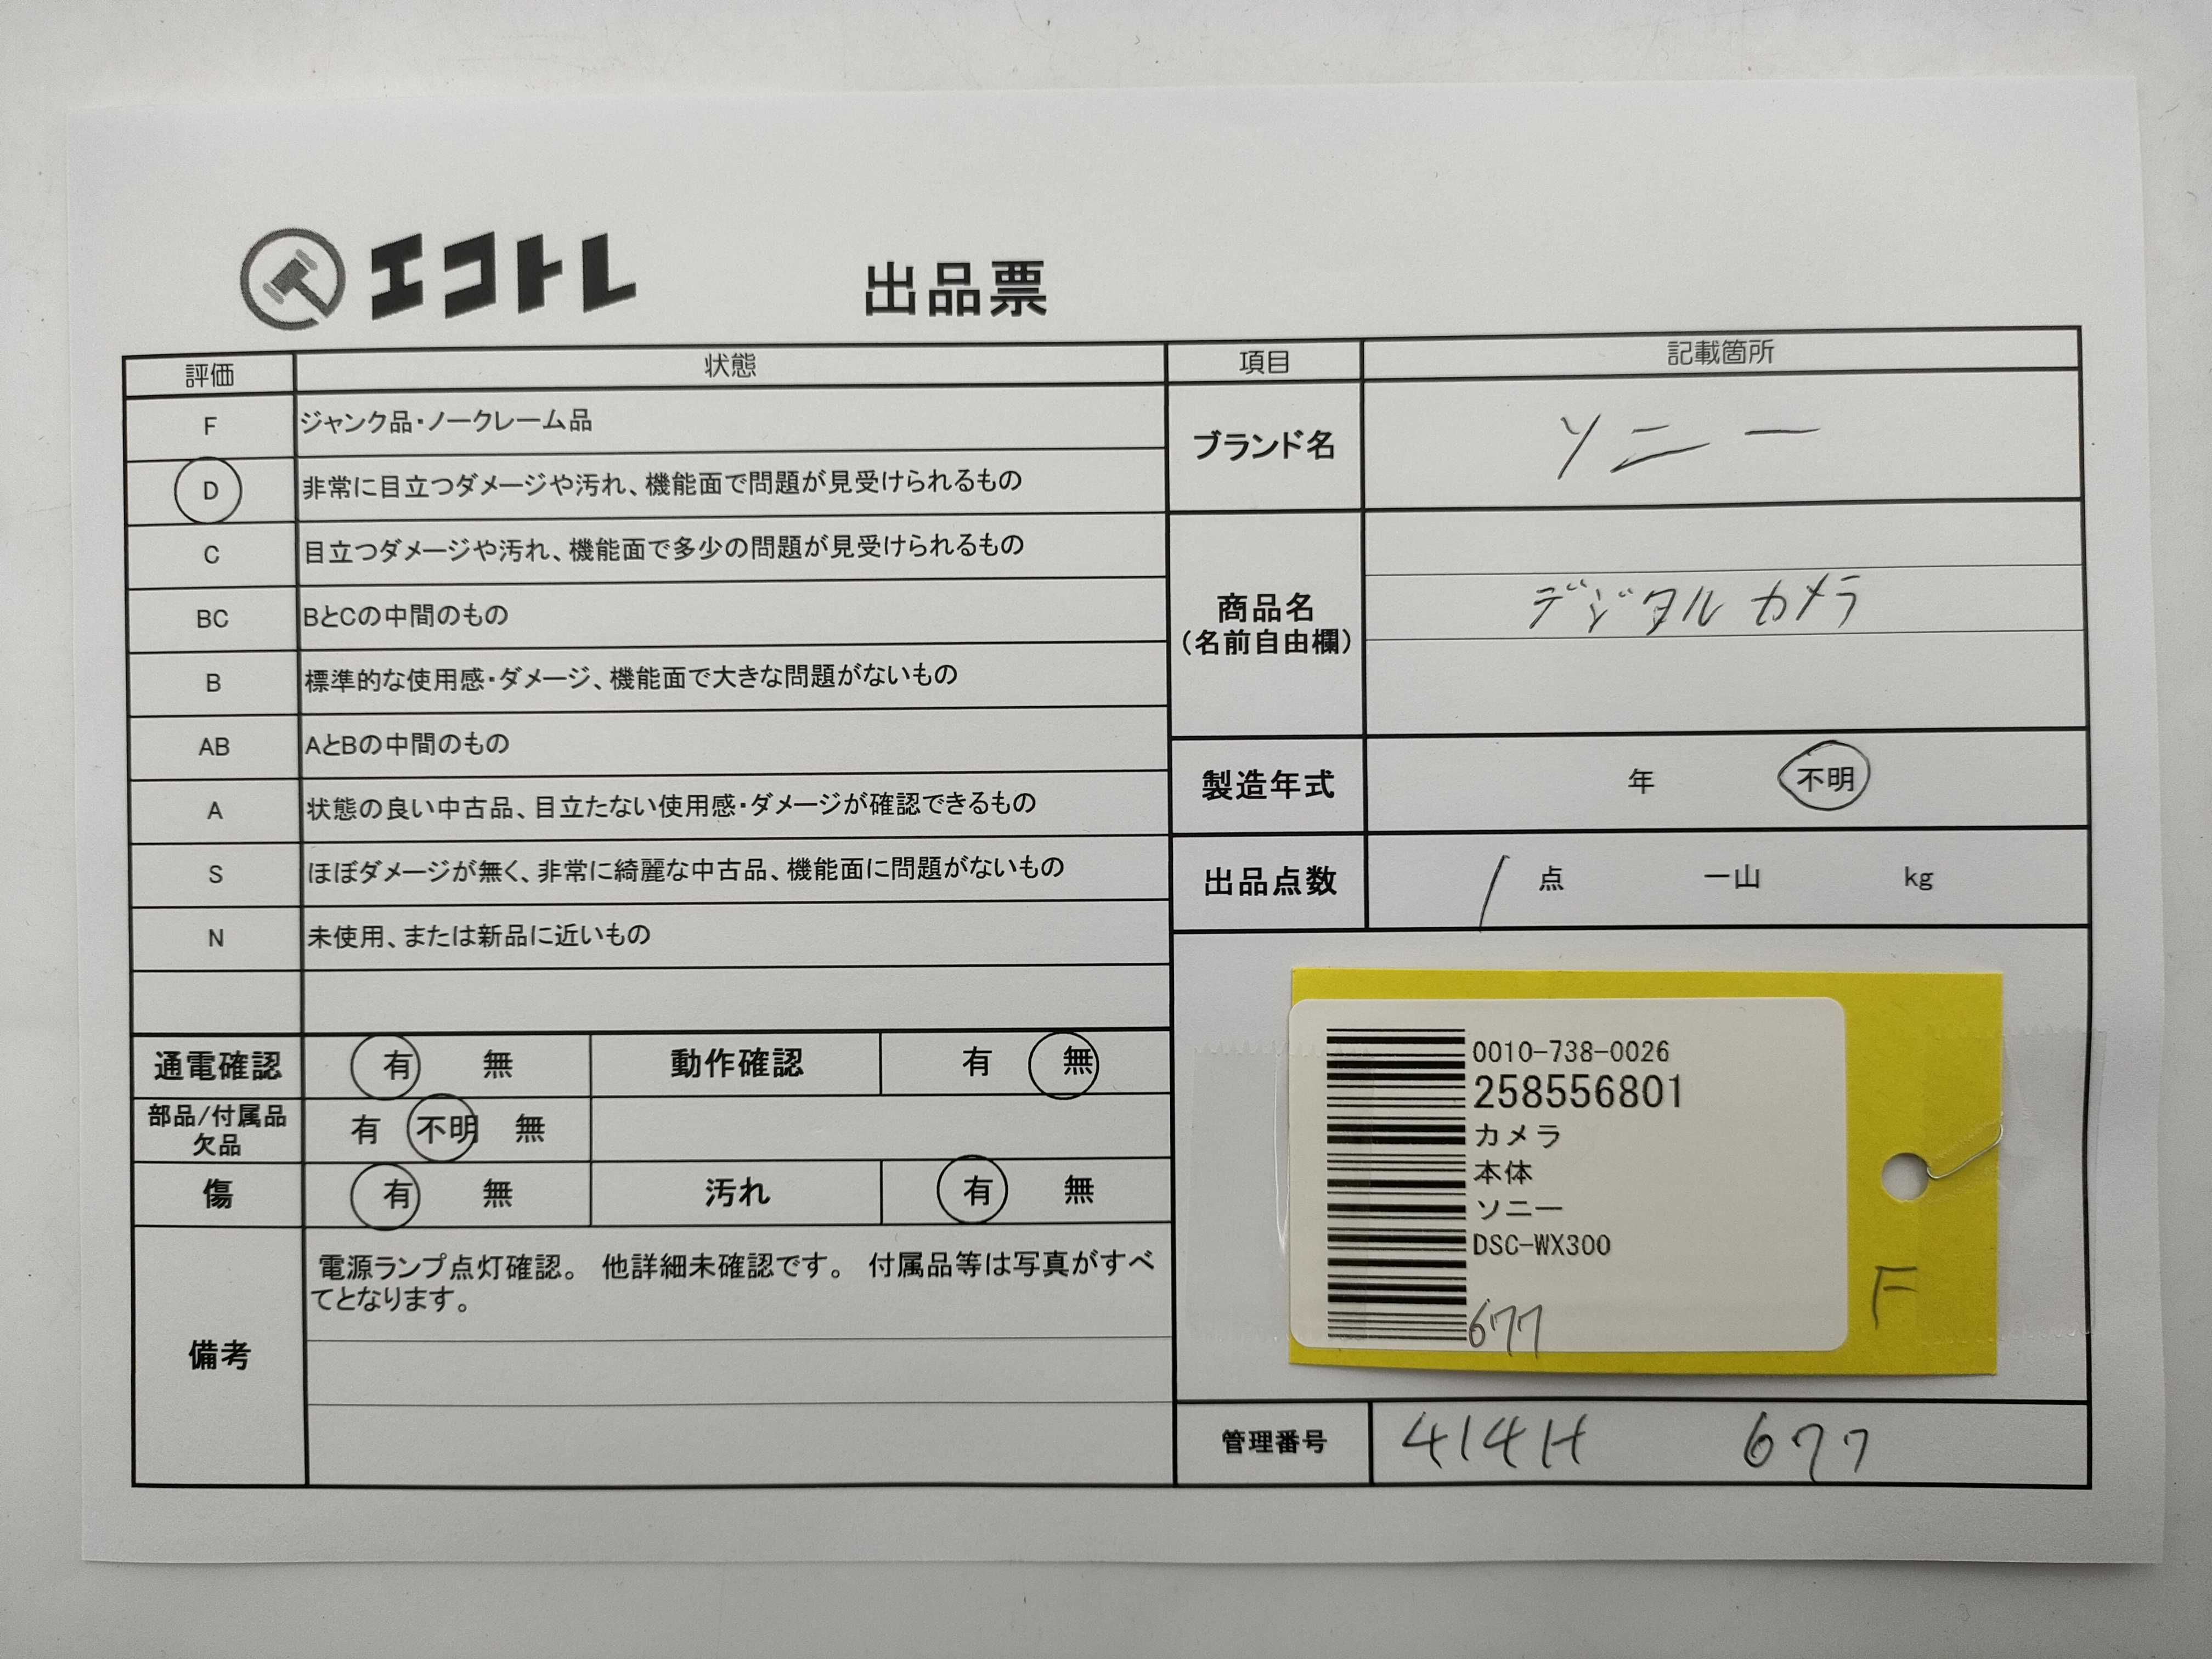 エコトレ
出品票
評価 状態
F ジャンク品・ノークレーム品
D 非常に目立つダメージや汚れ、機能面で問題が見受けられるもの
C 目立つダメージや汚れ、機能面で多少の問題が見受けられるもの
BC BとCの中間のもの
B 標準的な使用感・ダメージ、機能面で大きな問題がないもの
AB AとBの中間のもの
A 状態の良い中古品、目立たない使用感・ダメージが確認できるもの
S ほぼダメージが無く、非常に綺麗な中古品、機能面に問題がないもの
N 未使用、または新品に近いもの
通電確認 有 無 動作確認 有 無
部品/付属品
欠品 有 不明 無
傷 有 無 汚れ 有 無
備考
電源ランプ点灯確認。 他詳細未確認です。 付属品等は写真がすべ
てとなります。
項目 記載箇所
ブランド名 ソニー
商品名
(名前自由欄)
デジタルカメラ
製造年式 年 不明
出品点数 1 点 一山 kg
0010-738-0026
258556801
カメラ
本体
ソニー
DSC-WX300
677
F
管理番号 414H 677